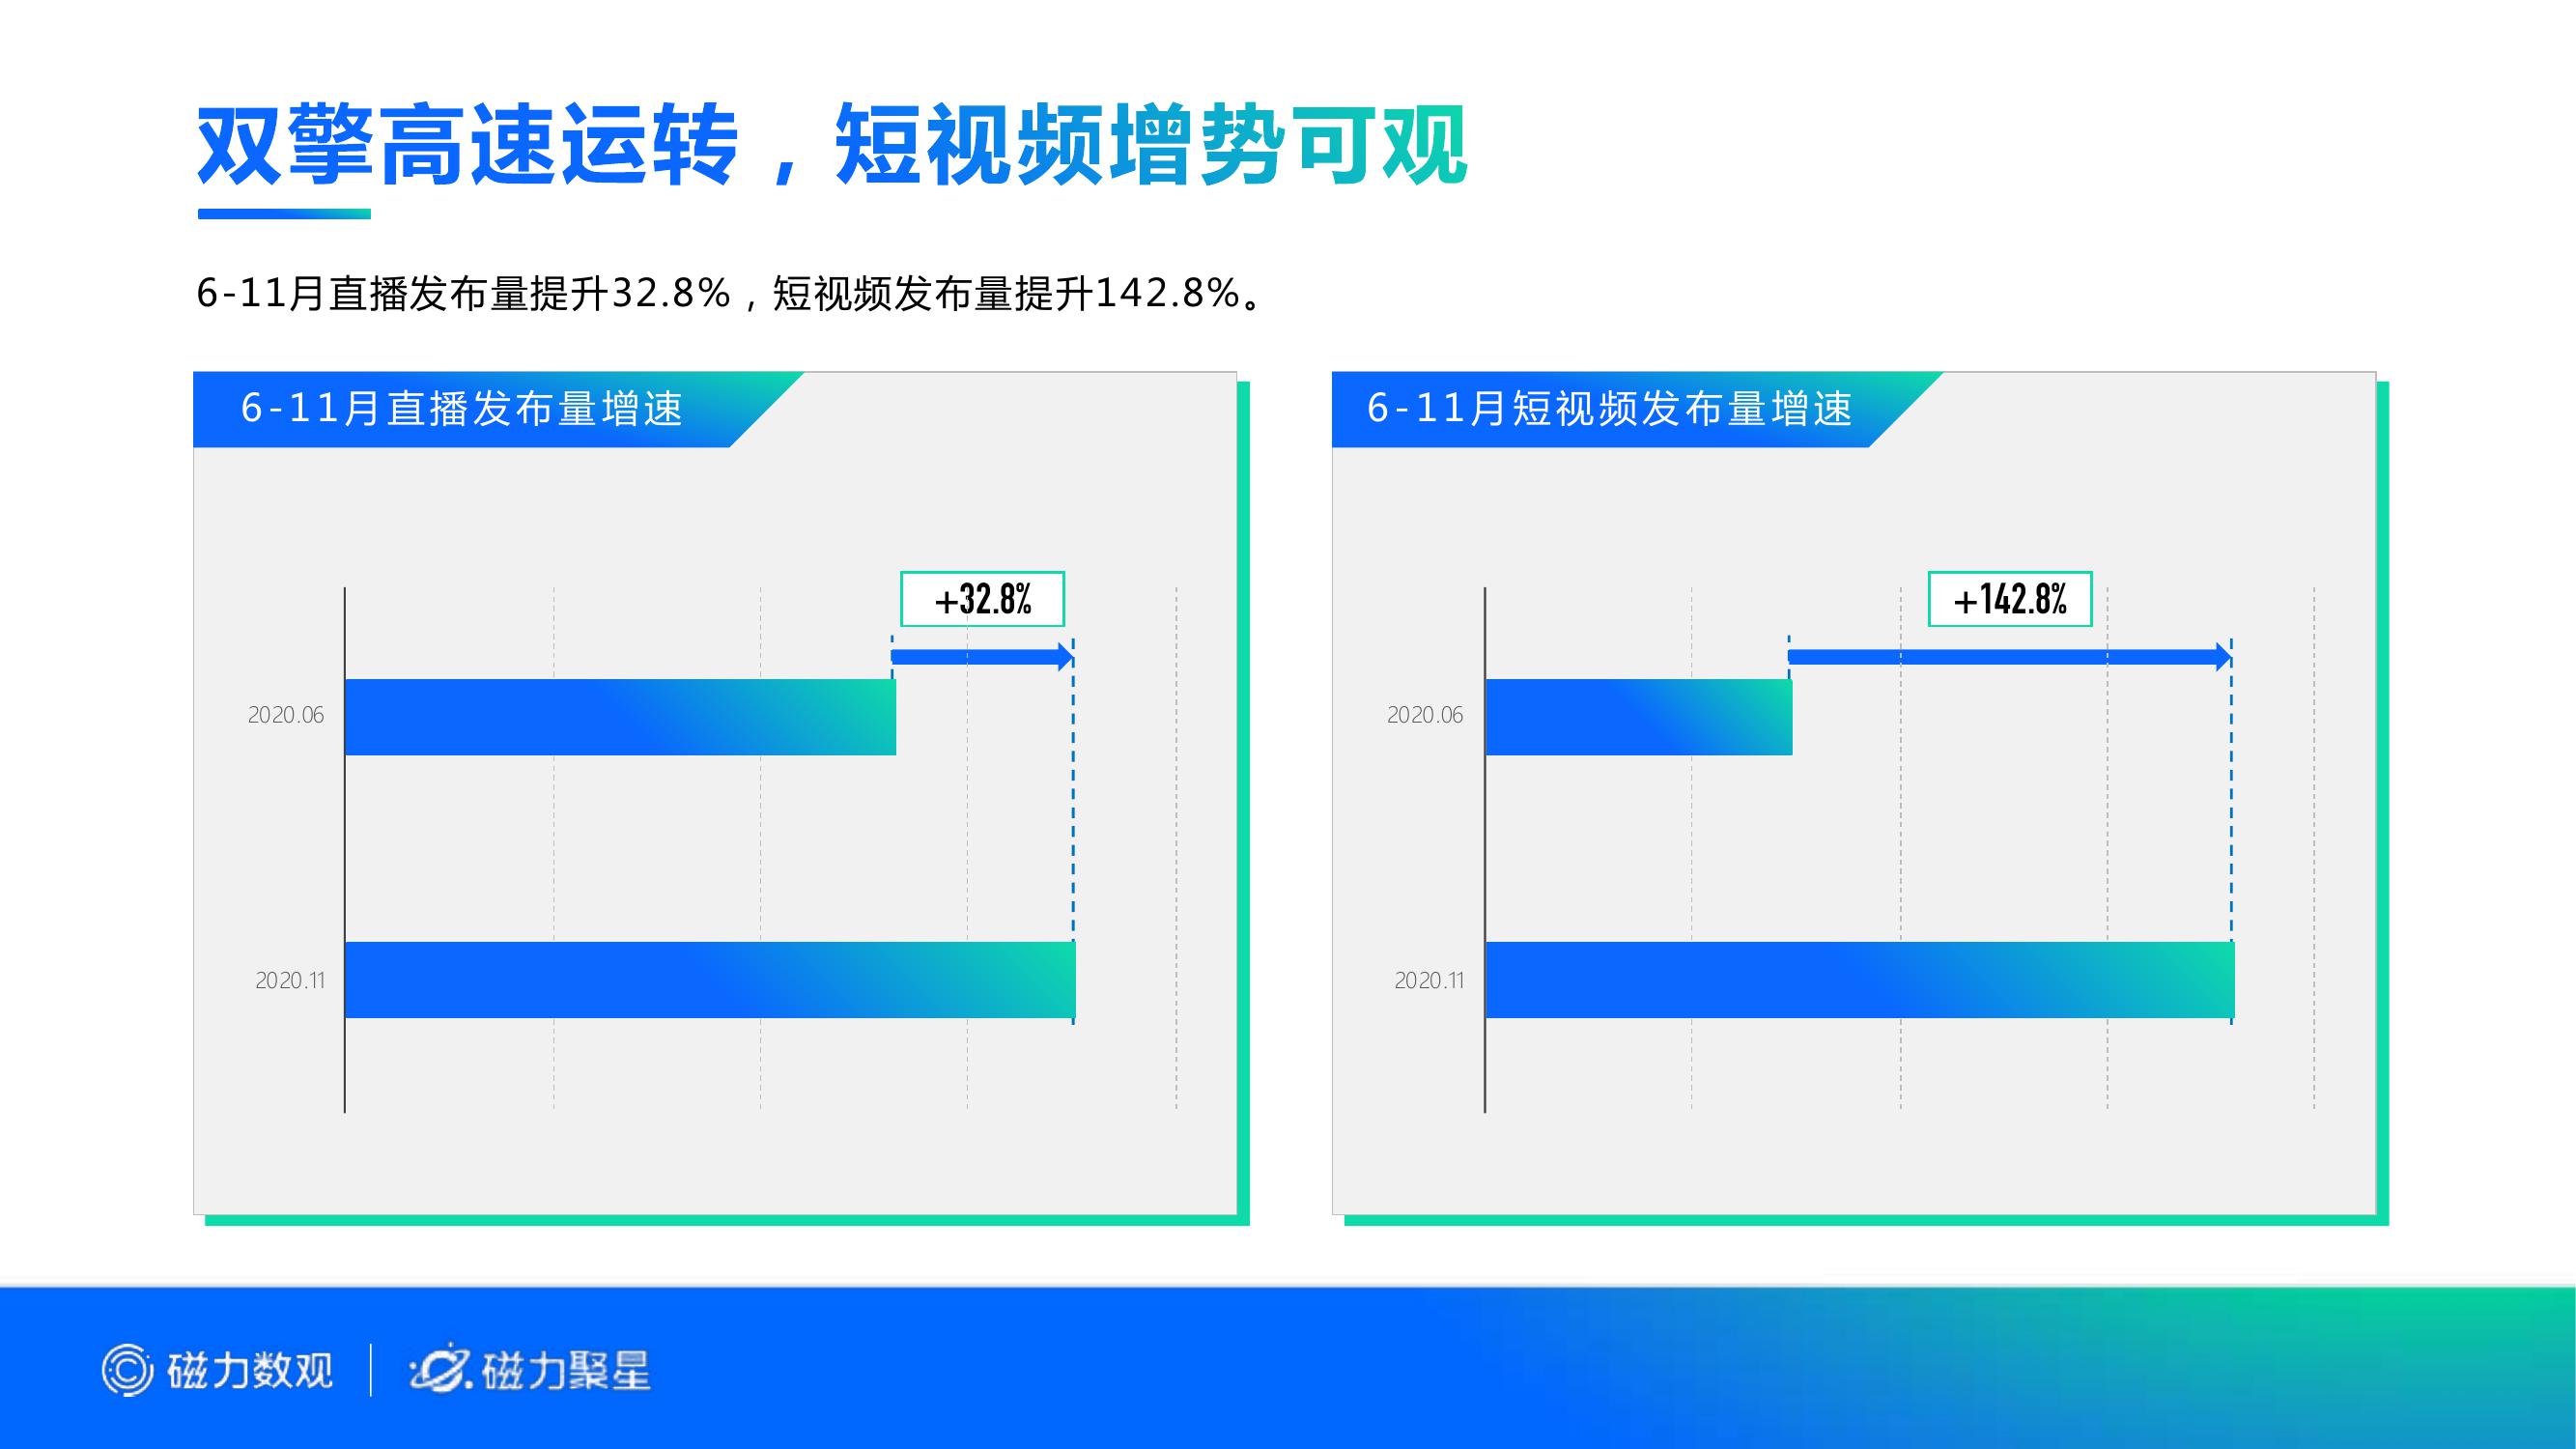 双擎高速运转，短视频增势可观
6-11月直播发布量提升32.8%，短视频发布量提升142.8%。
6-11月直播发布量增速
+32.8%
2020.06
2020.11
6-11月短视频发布量增速
+142.8%
2020.06
2020.11
磁力数观
磁力聚星